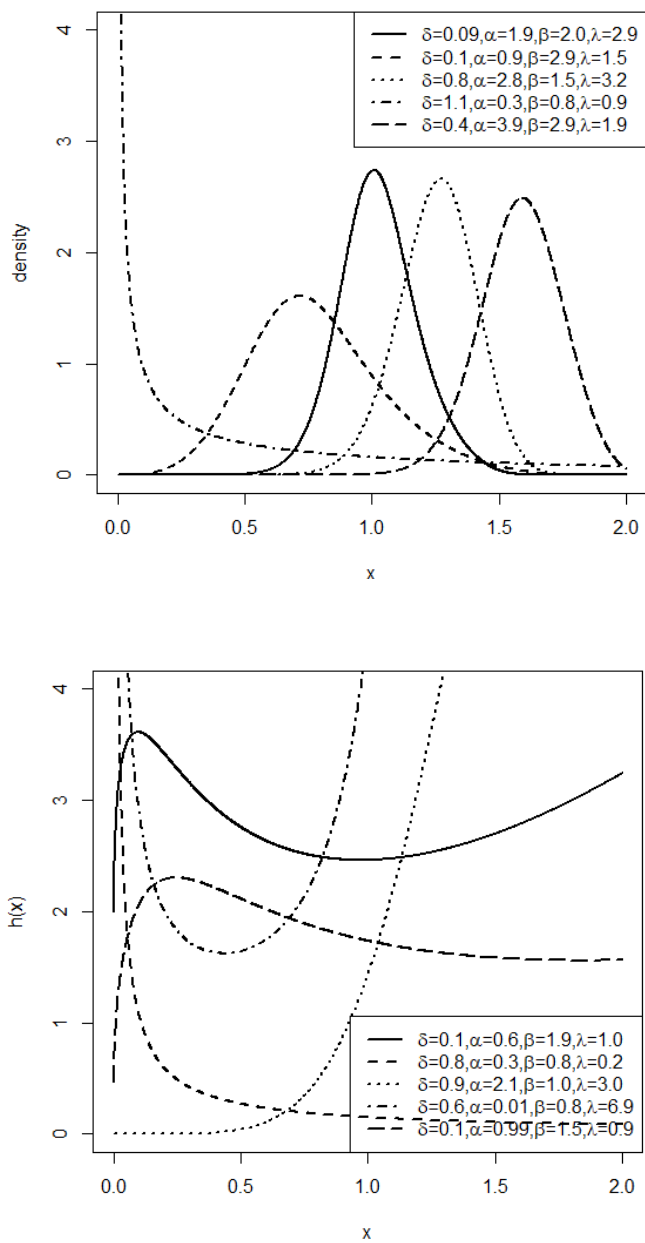 δ=0.09,α=1.9,β=2.0,λ=2.9
δ=0.1,α=0.9,β=2.9,λ=1.5
δ=0.8,α=2.8,β=1.5,λ=3.2
δ=1.1,α=0.3,β=0.8,λ=0.9
δ=0.4,α=3.9,β=2.9,λ=1.9
4
3
2
1
0
density
0.0 0.5 1.0 1.5 2.0
x
4
3
2
1
0
h(x)
δ=0.1,α=0.6,β=1.9,λ=1.0
δ=0.8,α=0.3,β=0.8,λ=0.2
δ=0.9,α=2.1,β=1.0,λ=3.0
δ=0.6,α=0.01,β=0.8,λ=6.9
δ=0.1,α=0.99,β=1.5,λ=0.9
0.0 0.5 1.0 1.5 2.0
x